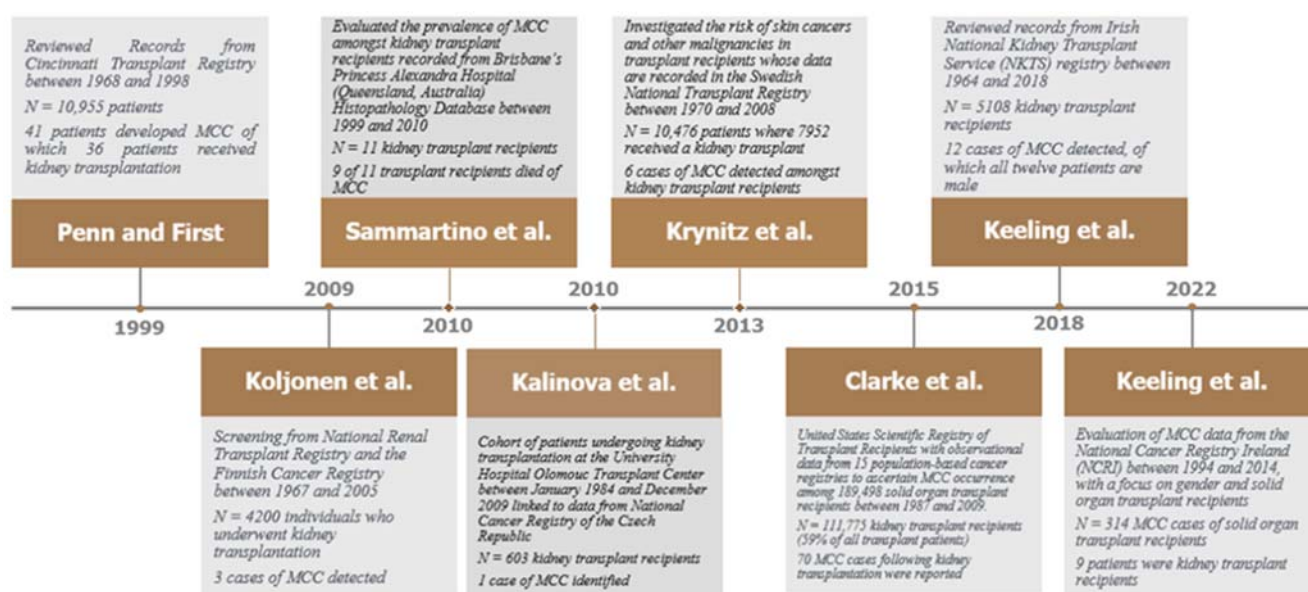 Reviewed Records from
Cincinnati Transplant Registry
between 1968 and 1998
N = 10,955 patients
41 patients developed MCC of
which 36 patients received
kidney transplantation
Penn and First
Evaluated the prevalence of MCC
amongst kidney transplant
recipients recorded from Brisbane's
Princess Alexandra Hospital
(Queensland, Australia)
Histopathology Database between
1999 and 2010
N = 11 kidney transplant recipients
9 of 11 transplant recipients died of
MCC
Sammartino et al.
Investigated the risk of skin cancers
and other malignancies in
transplant recipients whose data
are recorded in the Swedish
National Transplant Registry
between 1970 and 2008
N = 10,476 patients where 7952
received a kidney transplant
6 cases of MCC detected amongst
kidney transplant recipients
Krynitz et al.
Reviewed records from Irish
National Kidney Transplant
Service (NKTS) registry between
1964 and 2018
N = 5108 kidney transplant
recipients
12 cases of MCC detected, of
which all twelve patients are
male
Keeling et al.
2009
2010
2015
2022
1999
2010
2013
2018
Koljonen et al.
Screening from National Renal
Transplant Registry and the
Finnish Cancer Registry
between 1967 and 2005
N = 4200 individuals who
underwent kidney
transplantation
3 cases of MCC detected
Kalinova et al.
Cohort of patients undergoing kidney
transplantation at the University
Hospital Olomouc Transplant Center
between January 1984 and December
2009 linked to data from National
Cancer Registry of the Czech
Republic
N = 603 kidney transplant recipients
1 case of MCC identified
Clarke et al.
United States Scientific Registry of
Transplant Recipients with observational
data from 15 population-based cancer
registries to ascertain MCC occurrence
among 189,498 solid organ transplant
recipients between 1987 and 2009.
N = 111,775 kidney transplant recipients
(59% of all transplant patients)
70 MCC cases following kidney
transplantation were reported
Keeling et al.
Evaluation of MCC data from the
National Cancer Registry Ireland
(NCRI) between 1994 and 2014,
with a focus on gender and solid
organ transplant recipients
N = 314 MCC cases of solid organ
transplant recipients
9 patients were kidney transplant
recipients